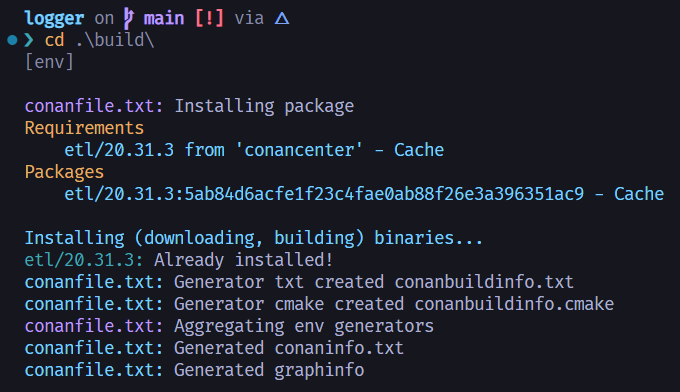 logger on main [!] via △
❯ cd .\build\
[env]
conanfile.txt: Installing package
Requirements
etl/20.31.3 from 'conancenter' - Cache
Packages
etl/20.31.3:5ab84d6acfe1f23c4fae0ab88f26e3a396351ac9 - Cache
Installing (downloading, building) binaries...
etl/20.31.3: Already installed!
conanfile.txt: Generator txt created conanbuildinfo.txt
conanfile.txt: Generator cmake created conanbuildinfo.cmake
conanfile.txt: Aggregating env generators
conanfile.txt: Generated conaninfo.txt
conanfile.txt: Generated graphinfo